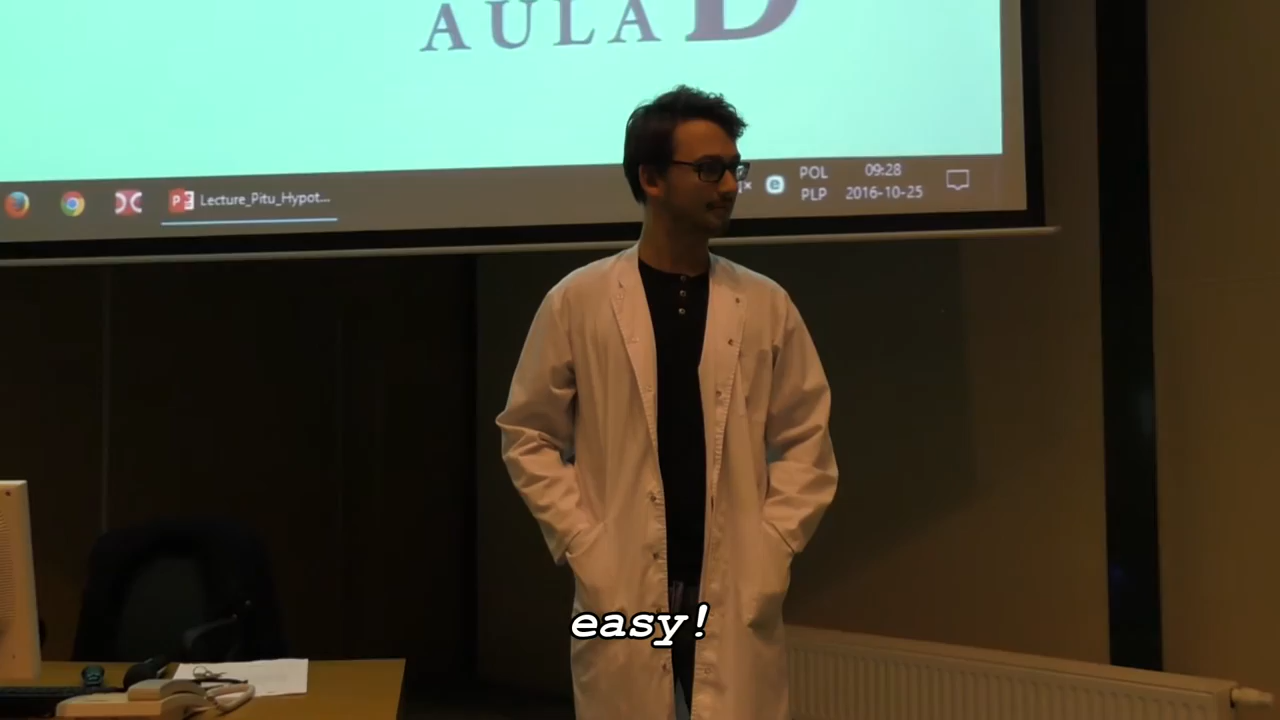 AULA D
Lecture_Pitu_Hypot...
POL
PLP
09:28
2016-10-25
easy!